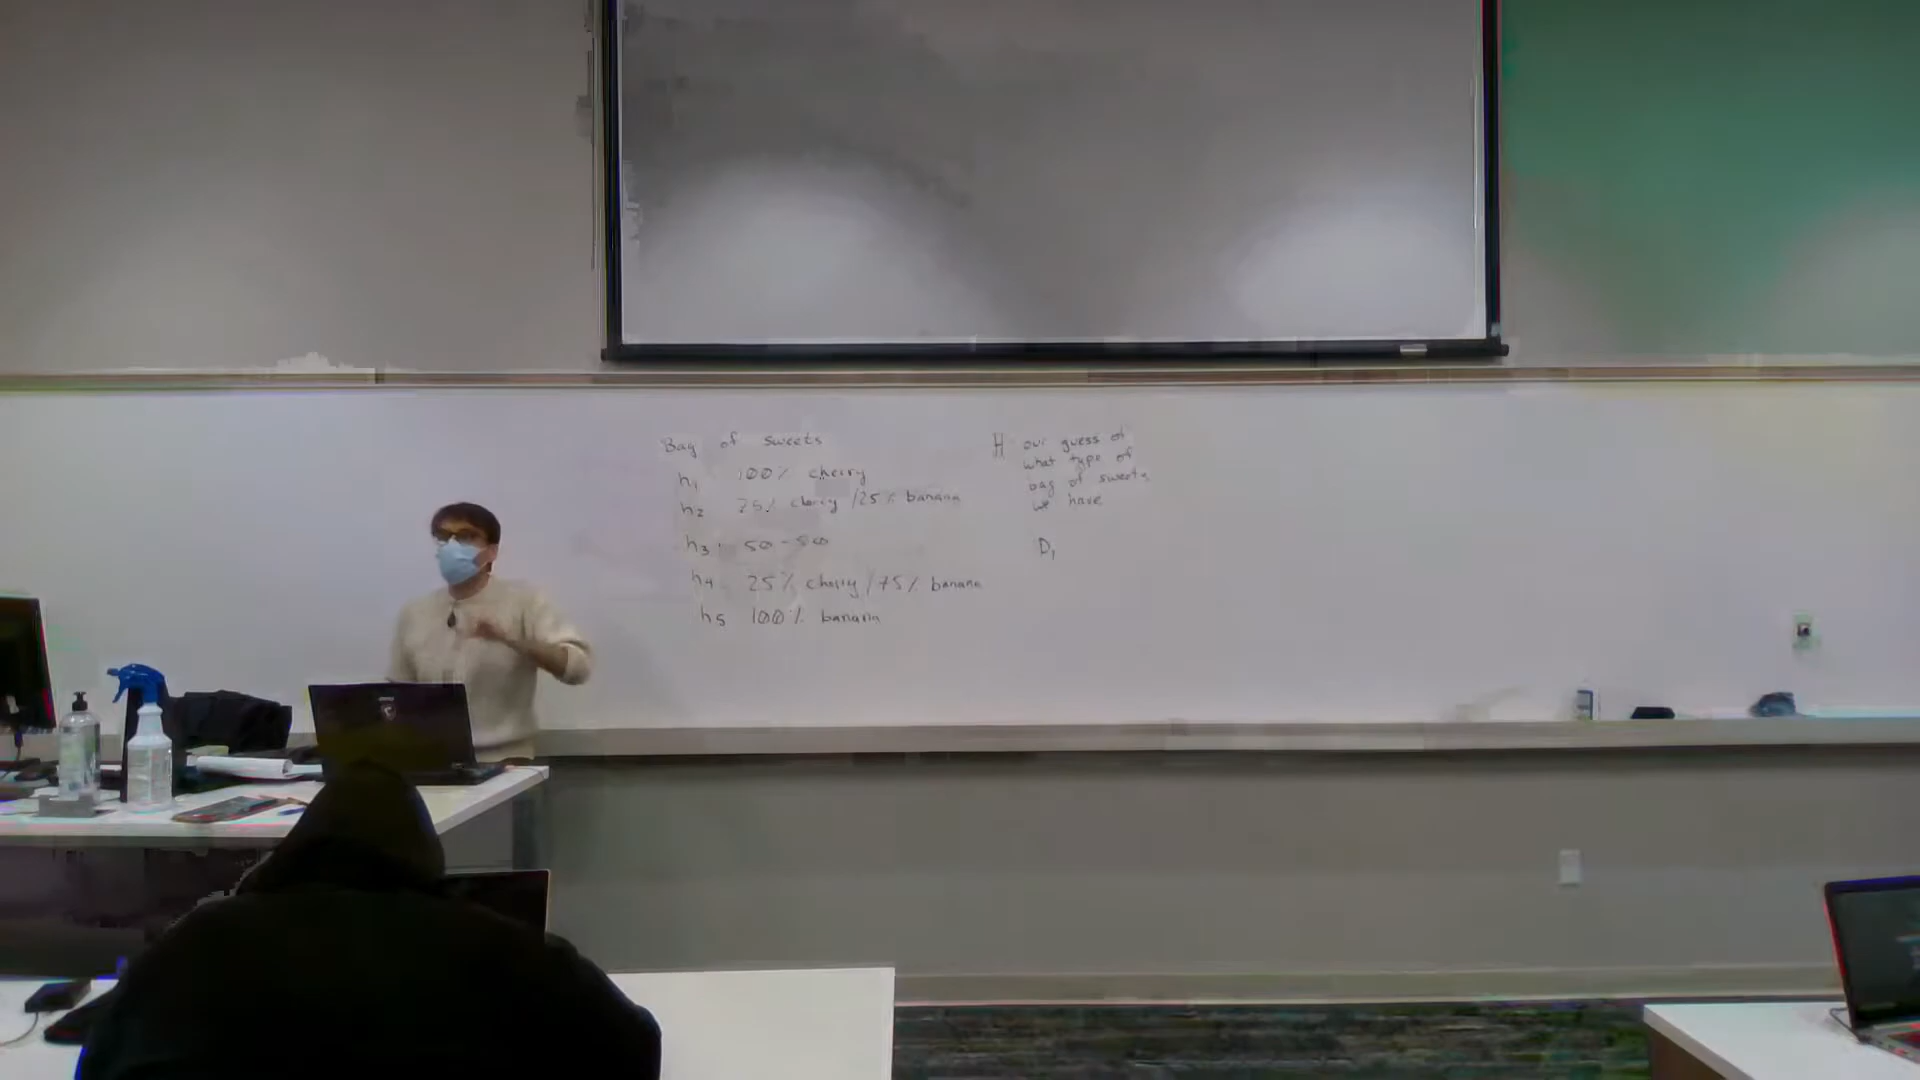 Bag of sweets
h1 100% cherry
h2 75% cherry /25% banana
h3 50-50
h4 25% cherry /75% banana
h5 100% banana
H our guess of
what type of
bag of sweets
we have
D1